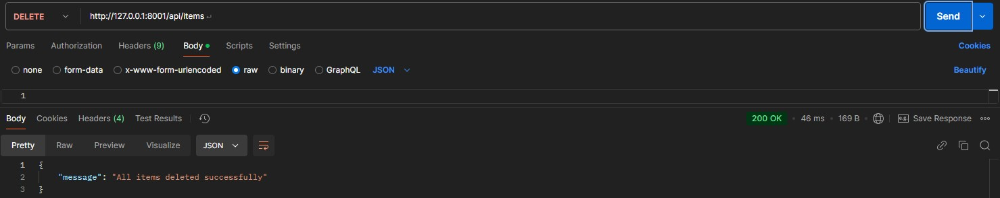 DELETE http://127.0.0.1:8001/api/items
Send
Params Authorization Headers (9) Body Scripts Settings Cookies
none form-data x-www-form-urlencoded raw binary GraphQL JSON Beautify
1
Body Cookies Headers (4) Test Results 200 OK 46 ms 169 B e.g. Save Response
Pretty Raw Preview Visualize JSON
1 {
2 "message": "All items deleted successfully"
3 }